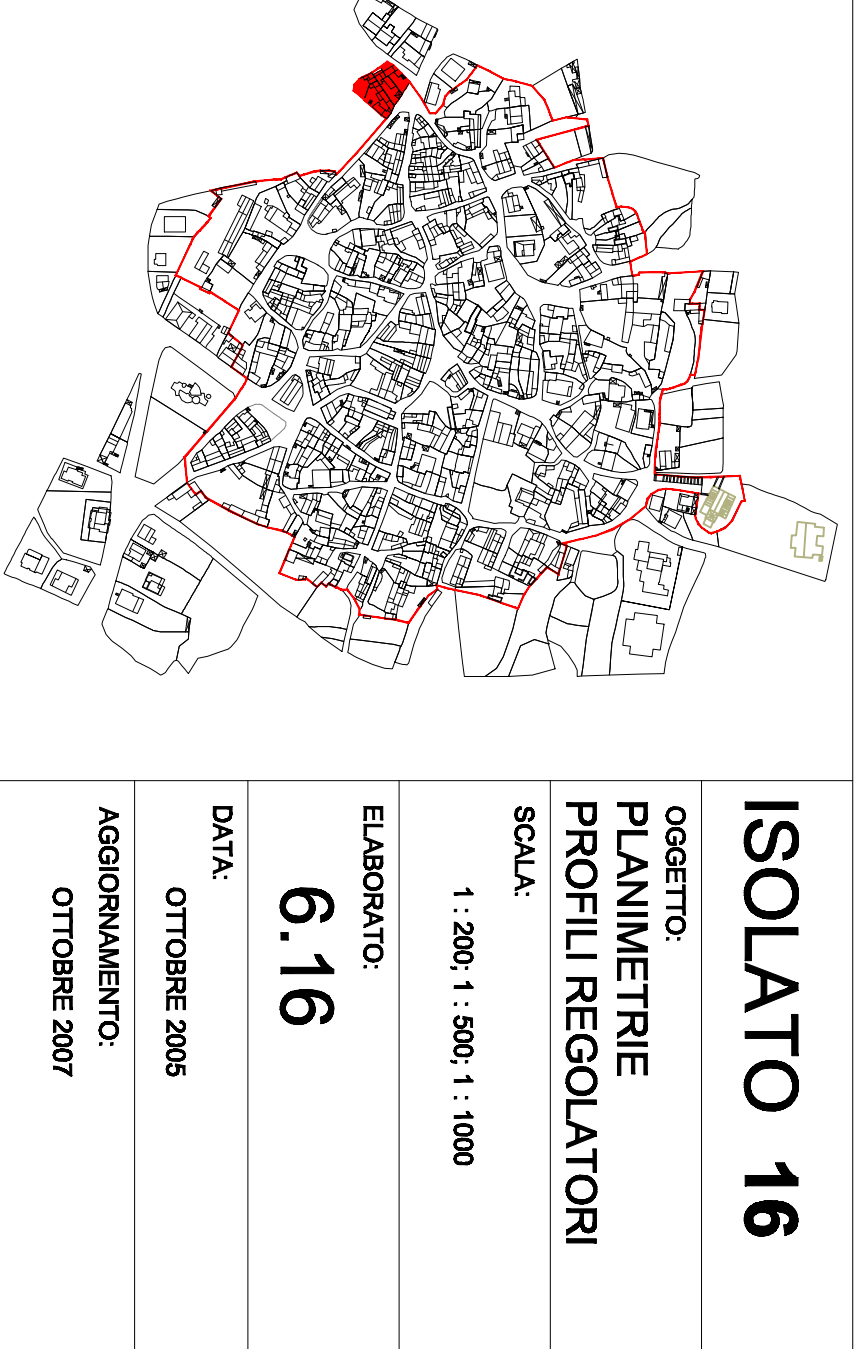 ISOLATO 16
OGGETTO:
PLANIMETRIE
PROFILI REGOLATORI
SCALA:
1 : 200; 1 : 500; 1 : 1000
ELABORATO:
6.16
DATA:
OTTOBRE 2005
AGGIORNAMENTO:
OTTOBRE 2007